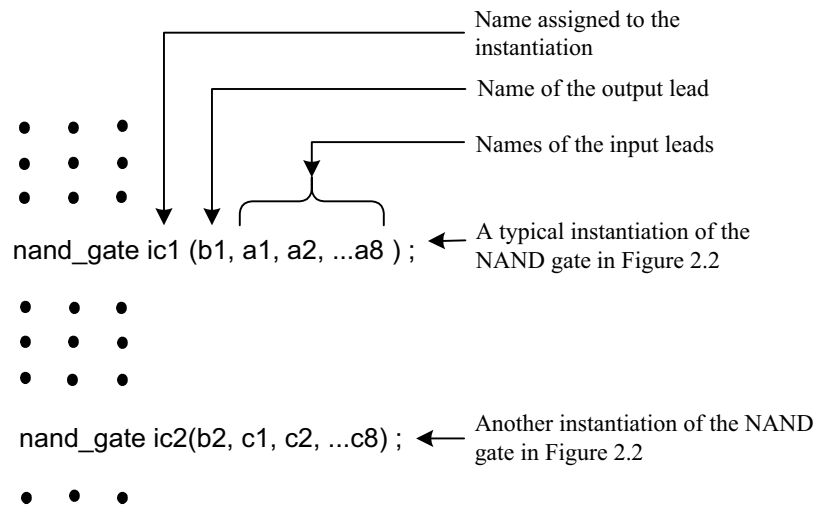 Name assigned to the
instantiation
Name of the output lead
Names of the input leads
nand_gate ic1 (b1, a1, a2, ...a8 ) ;
A typical instantiation of the
NAND gate in Figure 2.2
nand_gate ic2(b2, c1, c2, ...c8) ;
Another instantiation of the NAND
gate in Figure 2.2